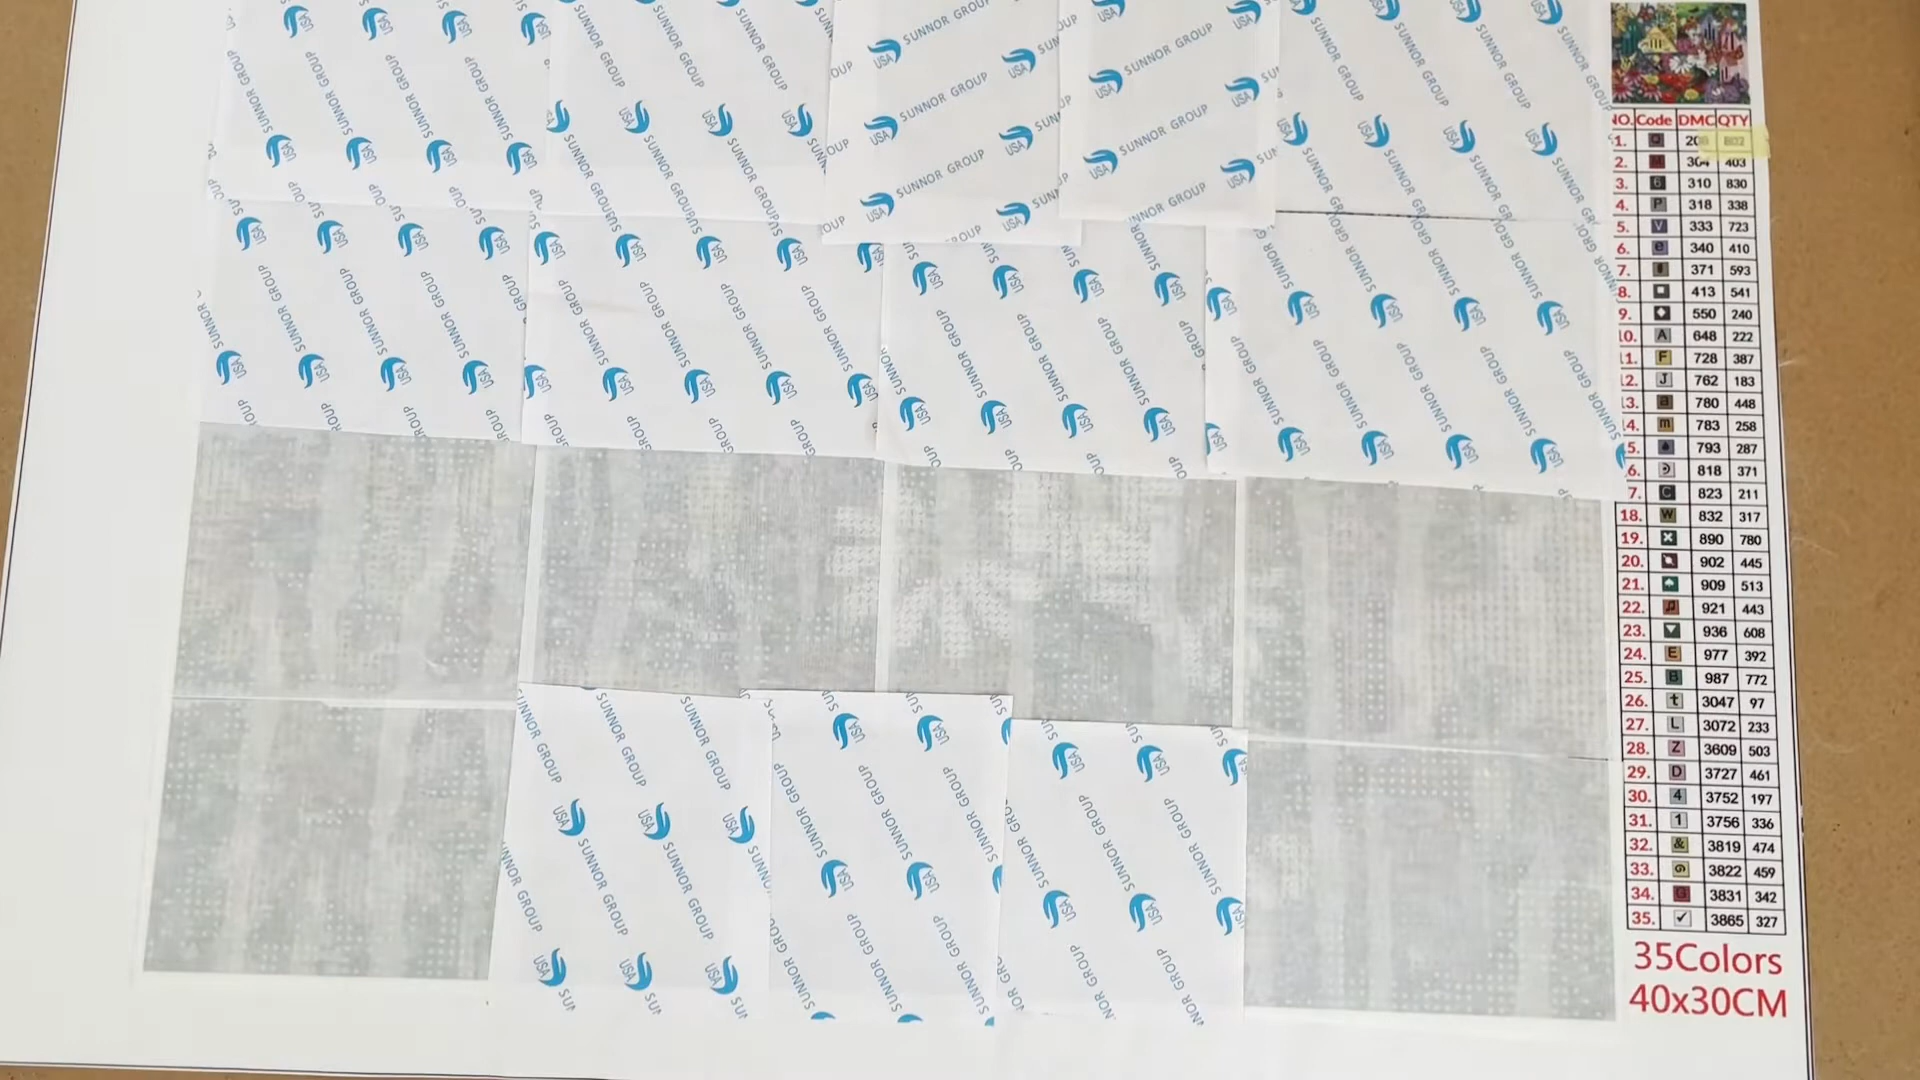 SUNNOR GROUP
USA
NO. Code DMC QTY
1. 802
2. 304 403
3. 6 310 830
4. P 318 338
5. V 333 723
6. e 340 410
7. 371 593
8. 413 541
9. 550 240
10. A 648 222
11. F 728 387
12. J 762 183
13. a 780 448
14. m 783 258
5. 793 287
6. 818 371
7. C 823 211
18. W 832 317
19. 890 780
20. 902 445
21. 909 513
22. 921 443
23. 936 608
24. E 977 392
25. B 987 772
26. t 3047 97
27. L 3072 233
28. Z 3609 503
29. D 3727 461
30. 4 3752 197
31. 1 3756 336
32. & 3819 474
33. 3822 459
34. G 3831 342
35. ✓ 3865 327
35Colors
40x30CM